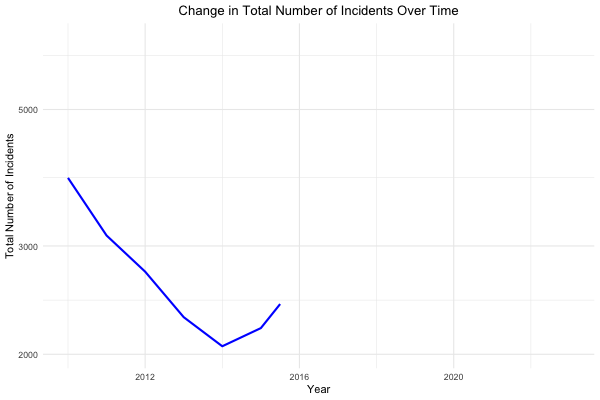 Change in Total Number of Incidents Over Time
Total Number of Incidents
5000
3000
2000
2012
2016
2020
Year